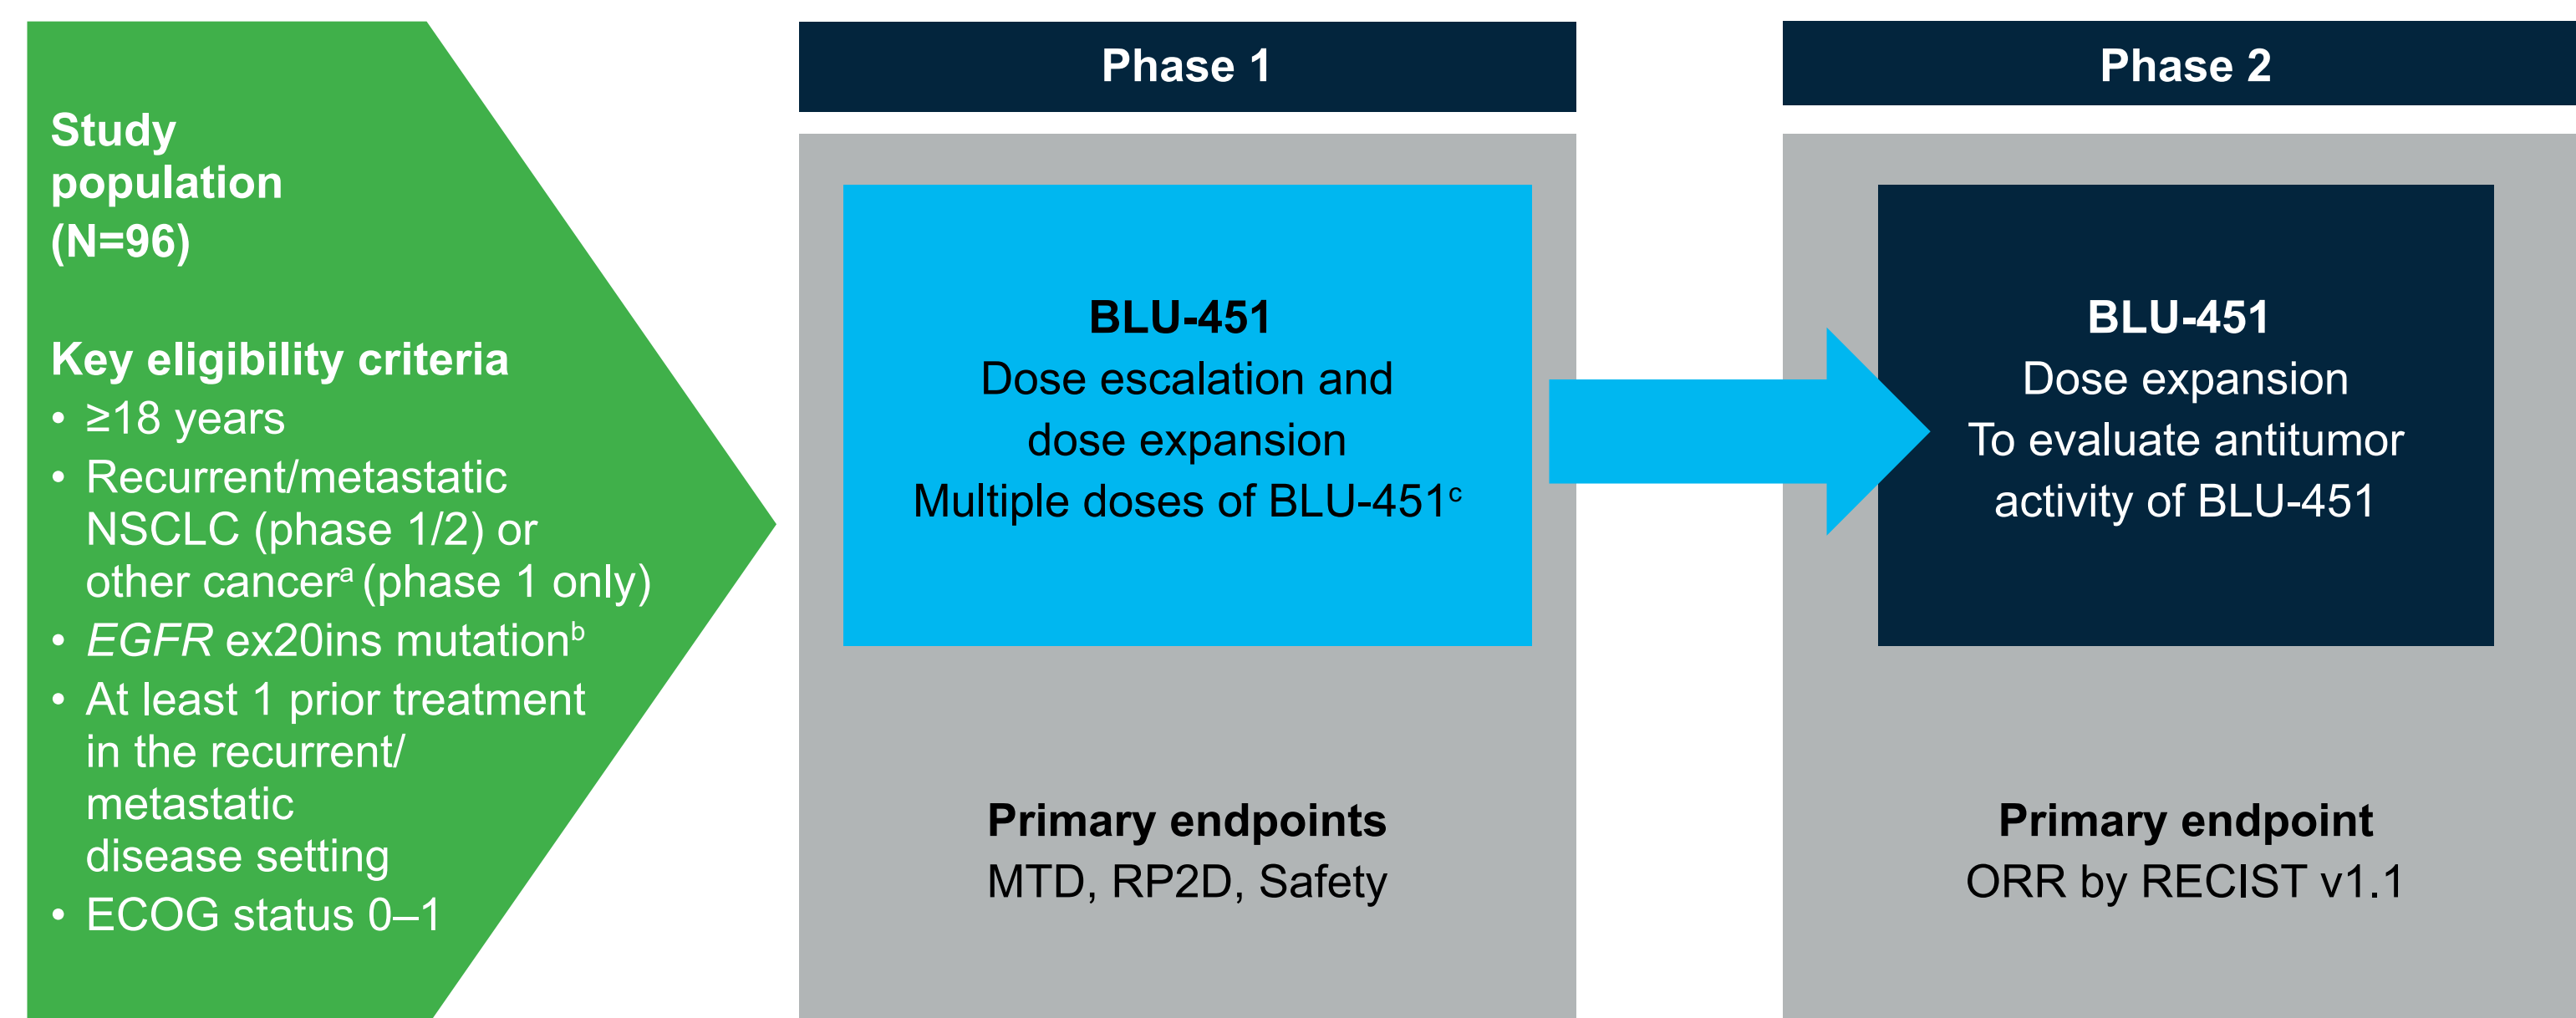 Study
population
(N=96)
Key eligibility criteria
• ≥18 years
• Recurrent/metastatic
NSCLC (phase 1/2) or
other cancerᵃ (phase 1 only)
• EGFR ex20ins mutationᵇ
• At least 1 prior treatment
in the recurrent/
metastatic
disease setting
• ECOG status 0–1
Phase 1
BLU-451
Dose escalation and
dose expansion
Multiple doses of BLU-451ᶜ
Primary endpoints
MTD, RP2D, Safety
Phase 2
BLU-451
Dose expansion
To evaluate antitumor
activity of BLU-451
Primary endpoint
ORR by RECIST v1.1